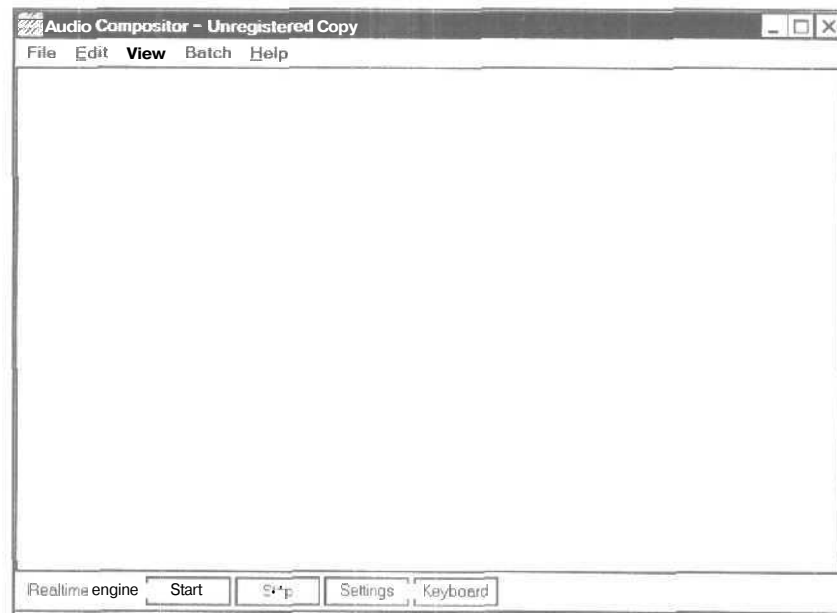 Audio Compositor - Unregistered Copy
File Edit View Batch Help
Realtime engine Start Settings Keyboard